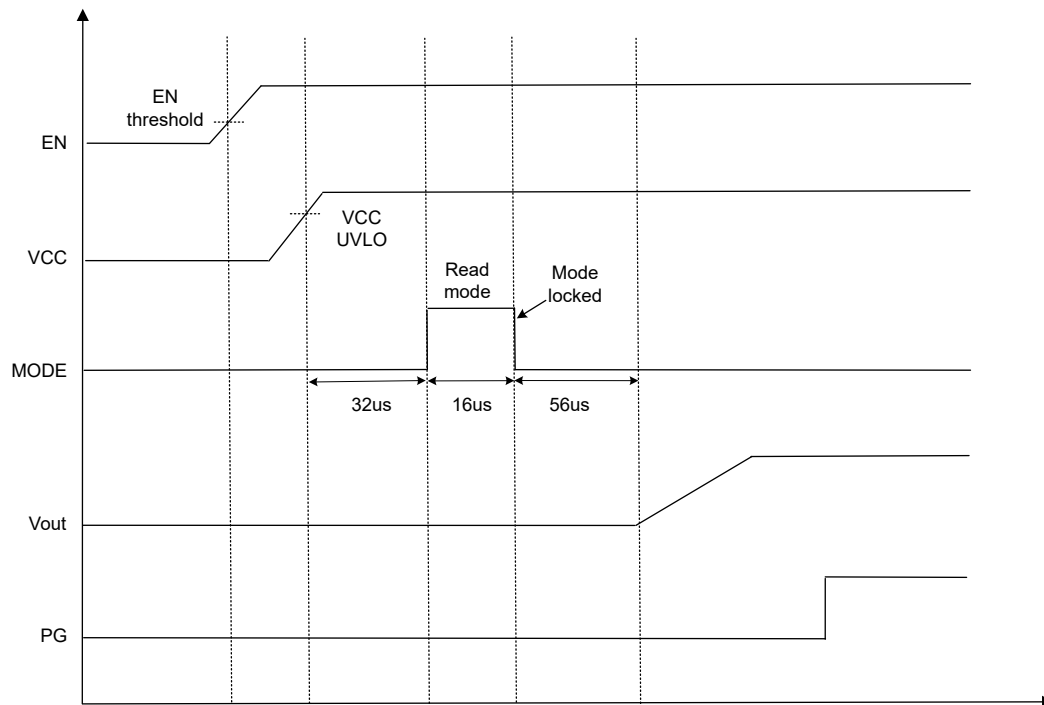 EN
threshold
EN
VCC
UVLO
VCC
Read
mode
Mode
locked
MODE
32us
16us
56us
Vout
PG